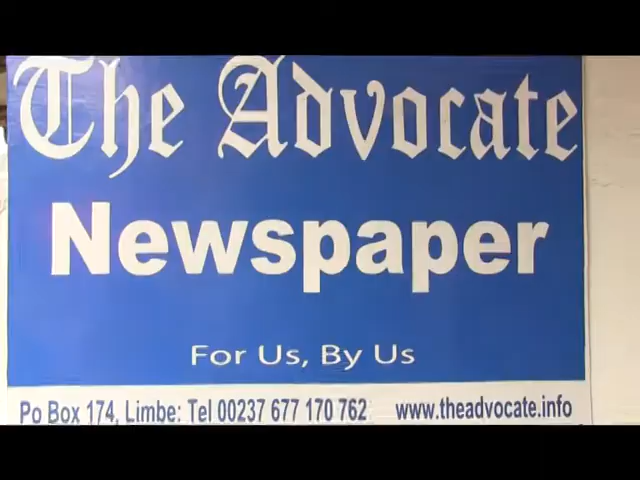 The Advocate
Newspaper
For Us, By Us
Po Box 174, Limbe: Tel 00237 677 170 762 www.theadvocate.info